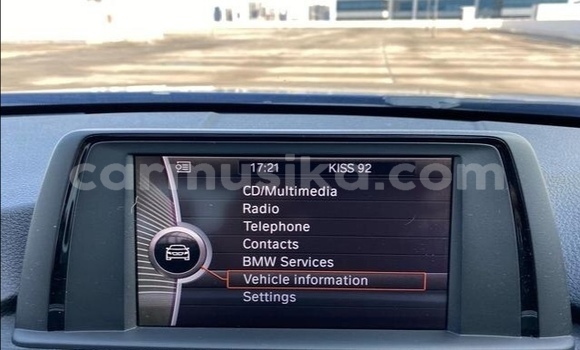 17:21 KISS 92
carmusika.com
CD/Multimedia
Radio
Telephone
Contacts
BMW Services
Vehicle information
Settings